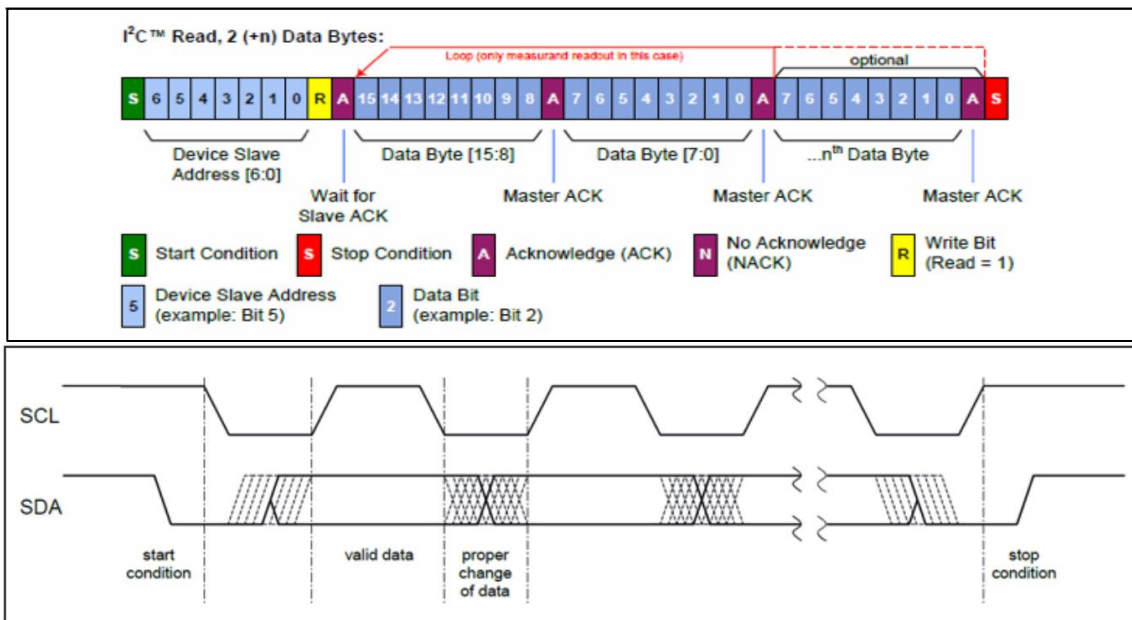 I²C™ Read, 2 (+n) Data Bytes:
Loop (only measurand readout in this case)
optional
S 6 5 4 3 2 1 0 R A 15 14 13 12 11 10 9 8 A 7 6 5 4 3 2 1 0 A 7 6 5 4 3 2 1 0 A S
Device Slave Address [6:0]
Data Byte [15:8]
Data Byte [7:0]
...nth Data Byte
Wait for Slave ACK
Master ACK
Master ACK
Master ACK
S Start Condition
S Stop Condition
A Acknowledge (ACK)
N No Acknowledge (NACK)
R Write Bit (Read = 1)
5 Device Slave Address (example: Bit 5)
2 Data Bit (example: Bit 2)
SCL
SDA
start condition
valid data
proper change of data
stop condition